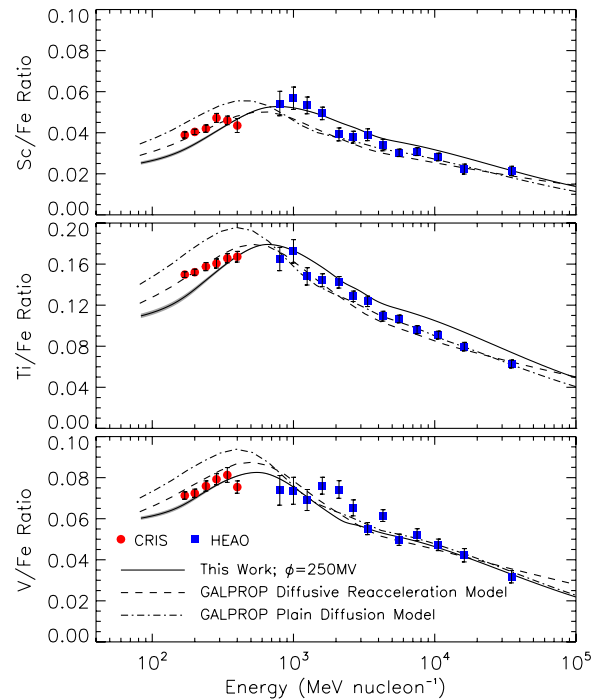 0.10
0.08
0.06
0.04
0.02
0.00
Sc/Fe Ratio
0.20
0.16
0.12
0.08
0.04
0.00
Ti/Fe Ratio
0.10
0.08
0.06
0.04
0.02
0.00
V/Fe Ratio
CRIS
HEAO
This Work; ϕ=250MV
GALPROP Diffusive Reacceleration Model
GALPROP Plain Diffusion Model
10² 10³ 10⁴ 10⁵
Energy (MeV nucleon⁻¹)